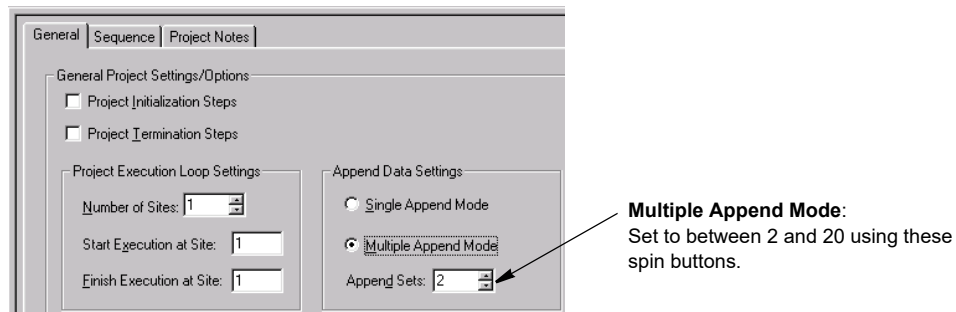 General Sequence Project Notes
General Project Settings/Options
Project Initialization Steps
Project Termination Steps
Project Execution Loop Settings
Number of Sites: 1
Start Execution at Site: 1
Finish Execution at Site: 1
Append Data Settings
Single Append Mode
Multiple Append Mode
Append Sets: 2
Multiple Append Mode:
Set to between 2 and 20 using these
spin buttons.